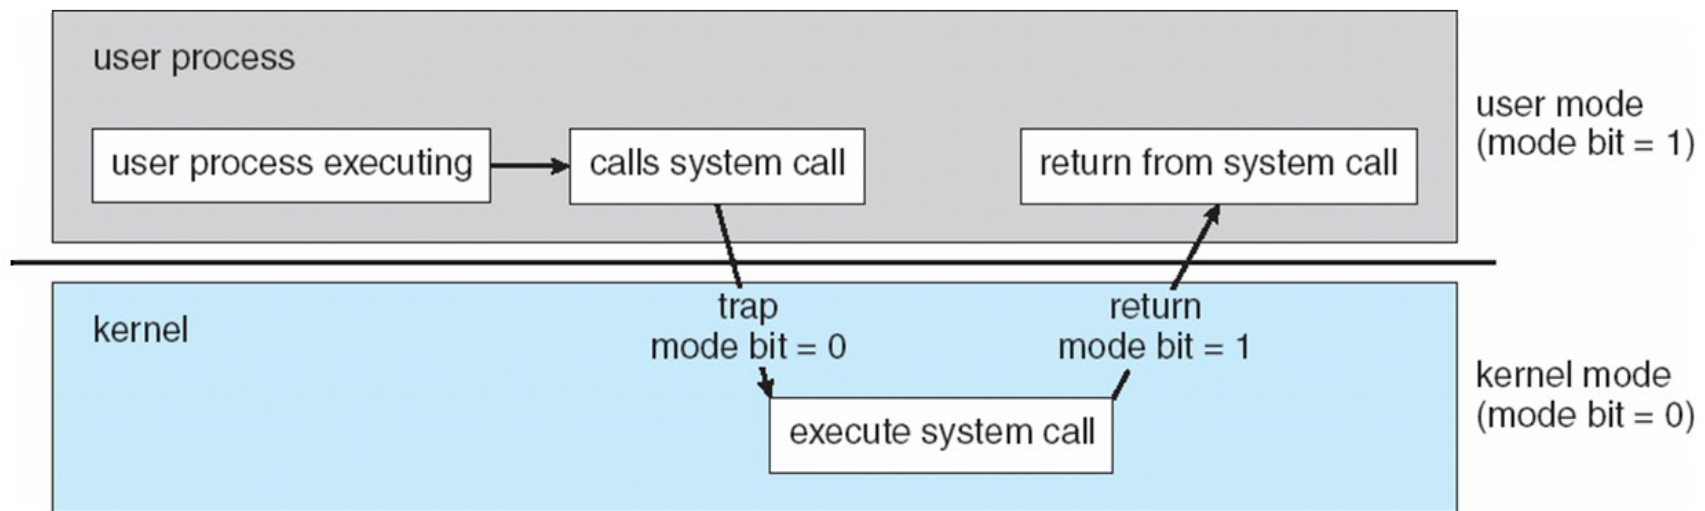 user process
user process executing
calls system call
return from system call
user mode
(mode bit = 1)
kernel
trap
mode bit = 0
return
mode bit = 1
execute system call
kernel mode
(mode bit = 0)